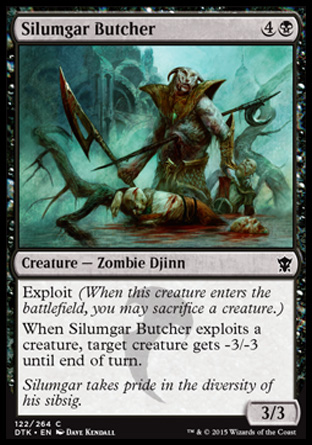 Silumgar Butcher 4
Creature — Zombie Djinn
Exploit (When this creature enters the
battlefield, you may sacrifice a creature.)
When Silumgar Butcher exploits a
creature, target creature gets -3/-3
until end of turn.
Silumgar takes pride in the diversity of
his sibsig.
3/3
122/264 C
DTK • EN Dave Kendall ™ & © 2015 Wizards of the Coast